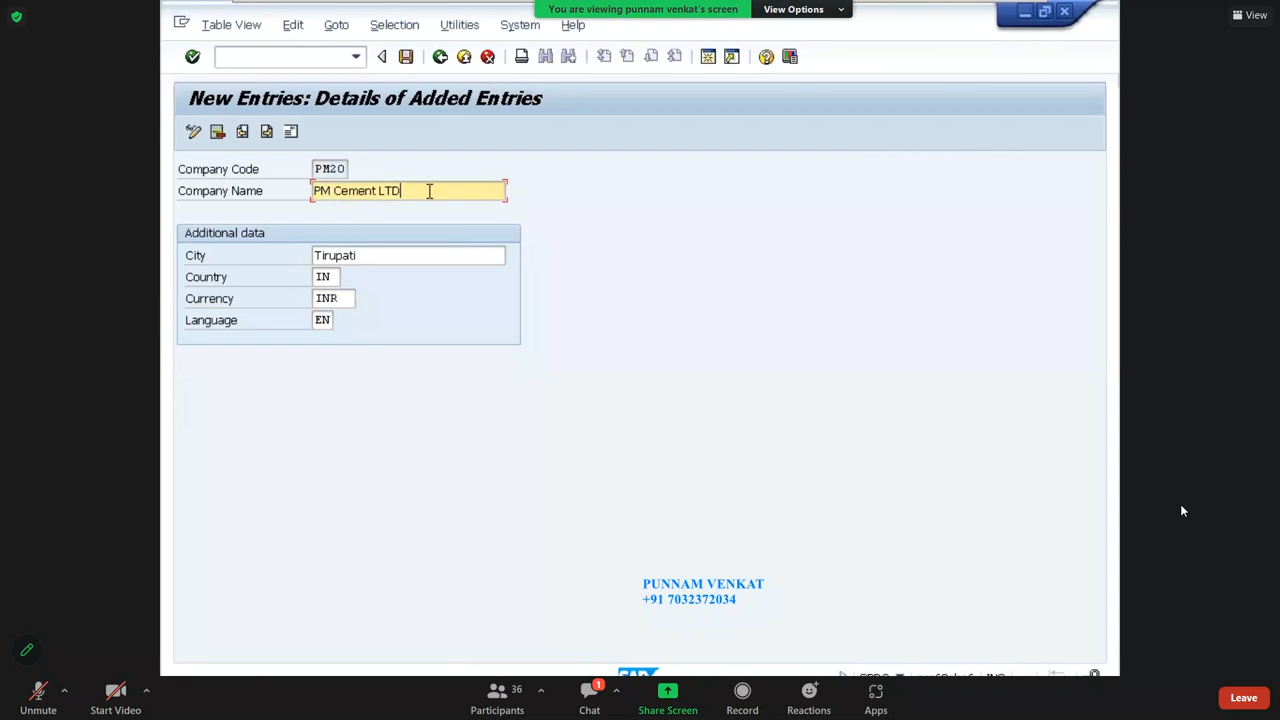 You are viewing punnam venkat's screen
View Options
View
Table View Edit Goto Selection Utilities System Help
New Entries: Details of Added Entries
Company Code PM20
Company Name PM Cement LTD
Additional data
City Tirupati
Country IN
Currency INR
Language EN
PUNNAM VENKAT
+91 7032372034
SAP
Unmute
Start Video
36
Participants
1
Chat
Share Screen
Record
Reactions
Apps
Leave